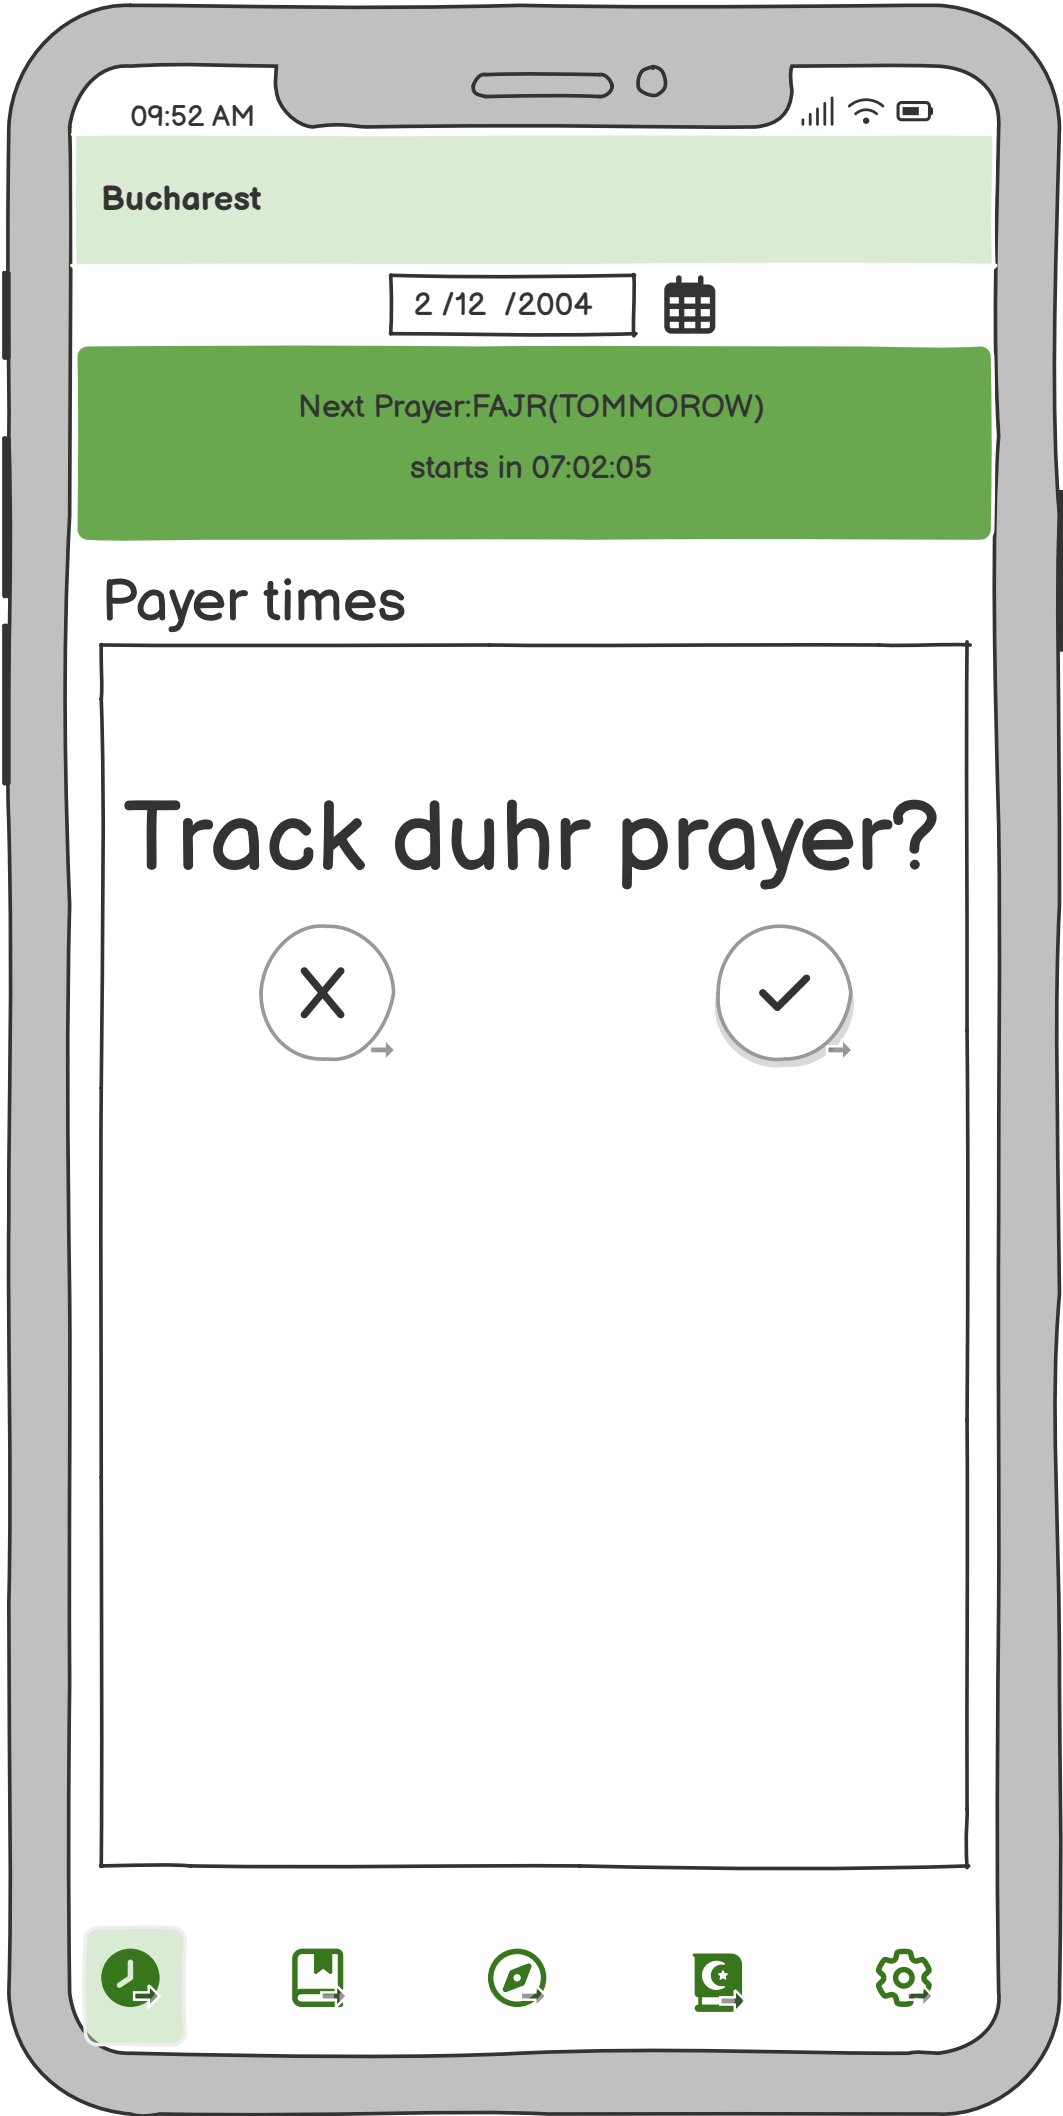 09:52 AM
Bucharest
2 /12 /2004
Next Prayer:FAJR(TOMMOROW)
starts in 07:02:05
Payer times
Track duhr prayer?